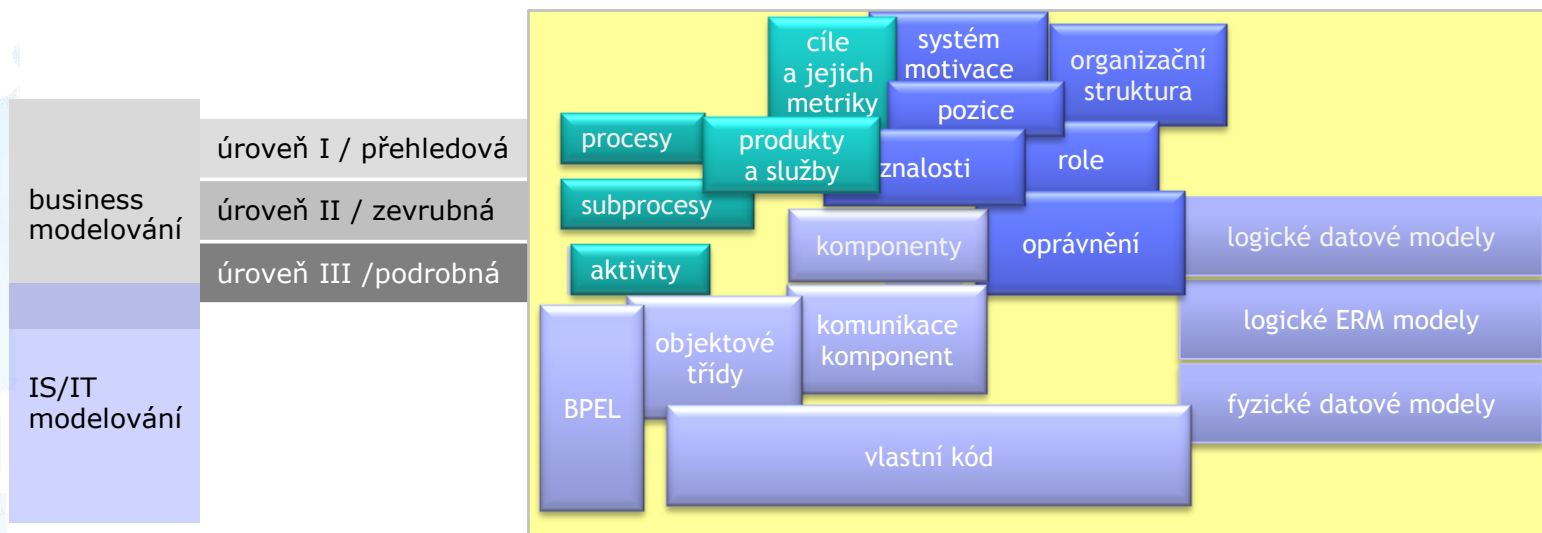 business
modelování
IS/IT
modelování
úroveň I / přehledová
úroveň II / zevrubná
úroveň III /podrobná
cíle
a jejich
metriky
systém
motivace
organizační
struktura
pozice
procesy
produkty
a služby
znalosti
role
subprocesy
komponenty
oprávnění
logické datové modely
aktivity
objektové
třídy
komunikace
komponent
logické ERM modely
BPEL
fyzické datové modely
vlastní kód